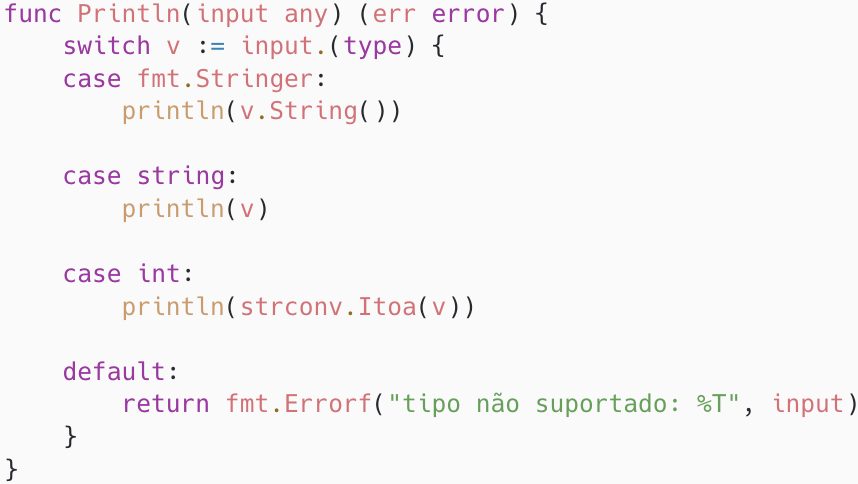 func Println(input any) (err error) {
    switch v := input.(type) {
    case fmt.Stringer:
        println(v.String())

    case string:
        println(v)

    case int:
        println(strconv.Itoa(v))

    default:
        return fmt.Errorf("tipo não suportado: %T", input)
    }
}